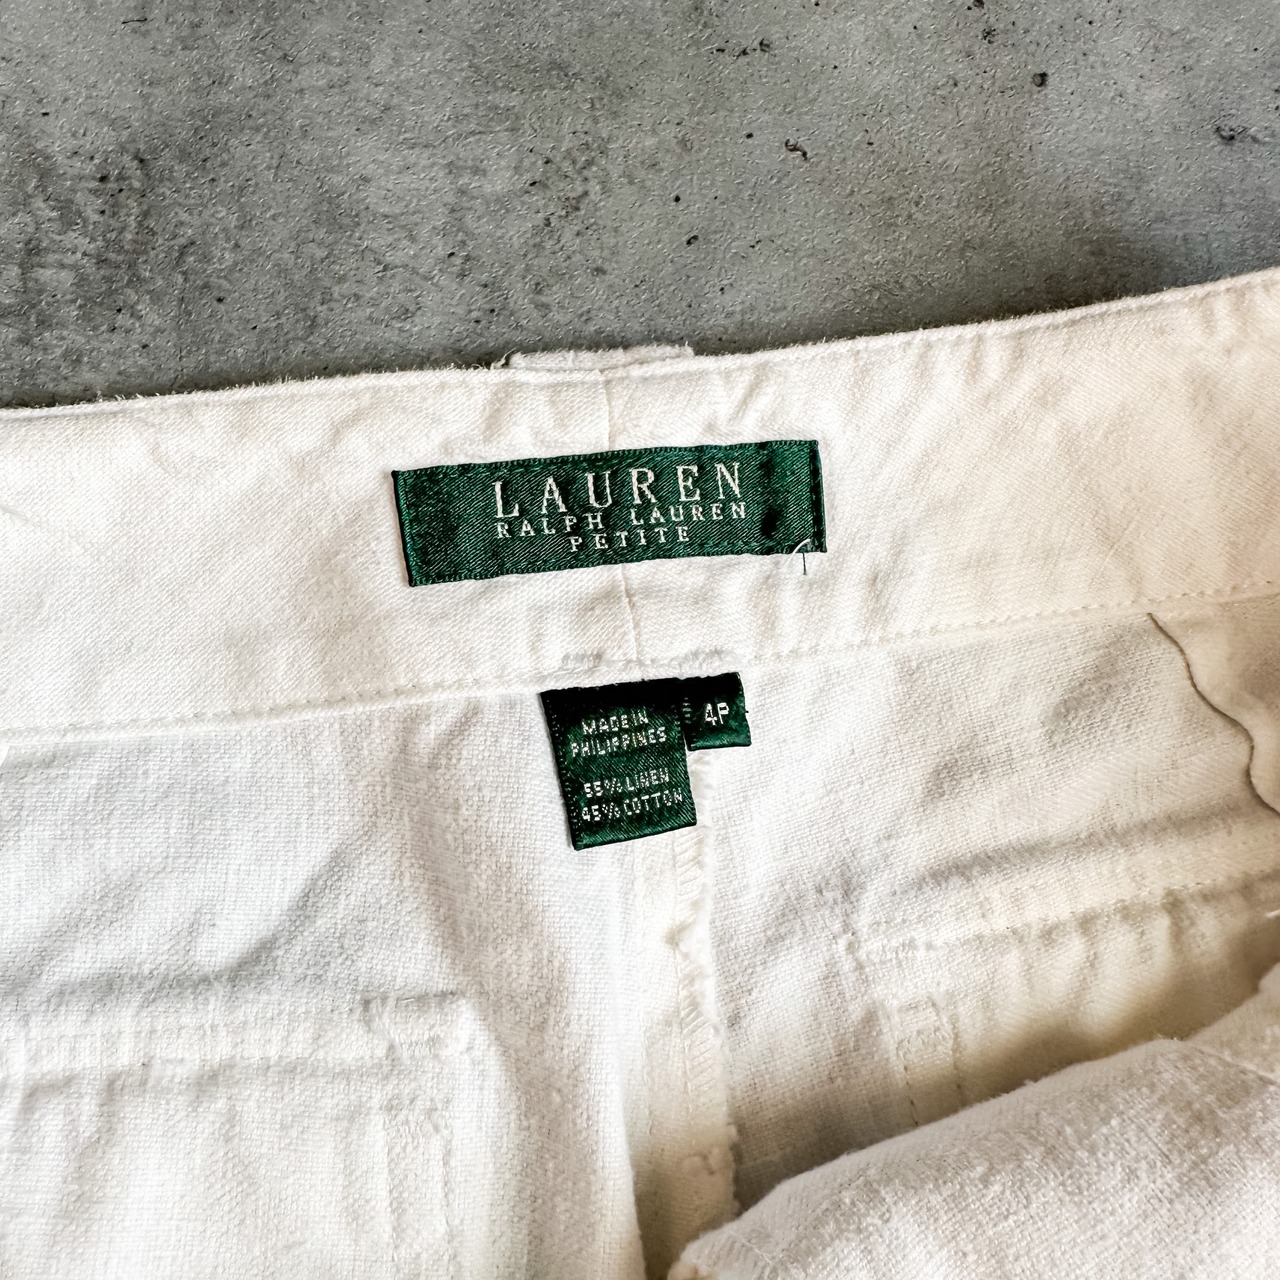 LAUREN
RALPH LAUREN
PETITE
MADE IN
PHILIPPINES
55% LINEN
45% COTTON
4P